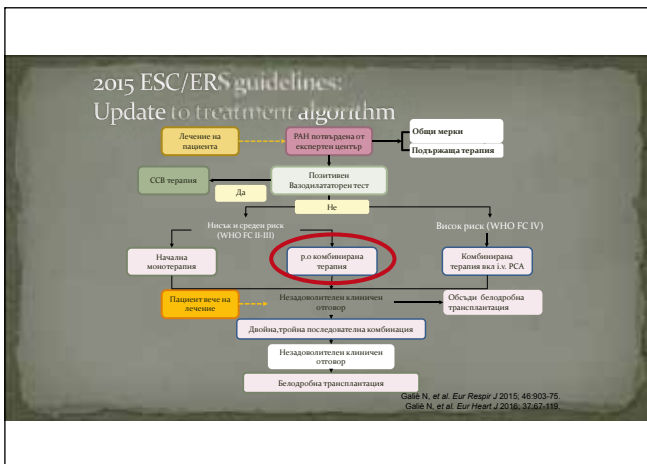 2015 ESC/ERS guidelines:
Update to treatment algorithm
Лечение на
пациента
РАН потвърдена от
експертен център
Общи мерки
Подържаща терапия
ССВ терапия
Позитивен
Вазодилататорен тест
Да
Не
Нисък и среден риск
(WHO FC II-III)
Висок риск (WHO FC IV)
Начална
монотерапия
p.o комбинирана
терапия
Комбинирана
терапия вкл i.v. PCA
Пациент вече на
лечение
Незадоволителен клиничен
отговор
Обсъди белодробна
трансплантация
Двойна,тройна последователна комбинация
Незадоволителен клиничен
отговор
Белодробна трансплантация
Galiè N, et al. Eur Respir J 2015; 46:903-75.
Galiè N, et al. Eur Heart J 2016; 37:67-119.